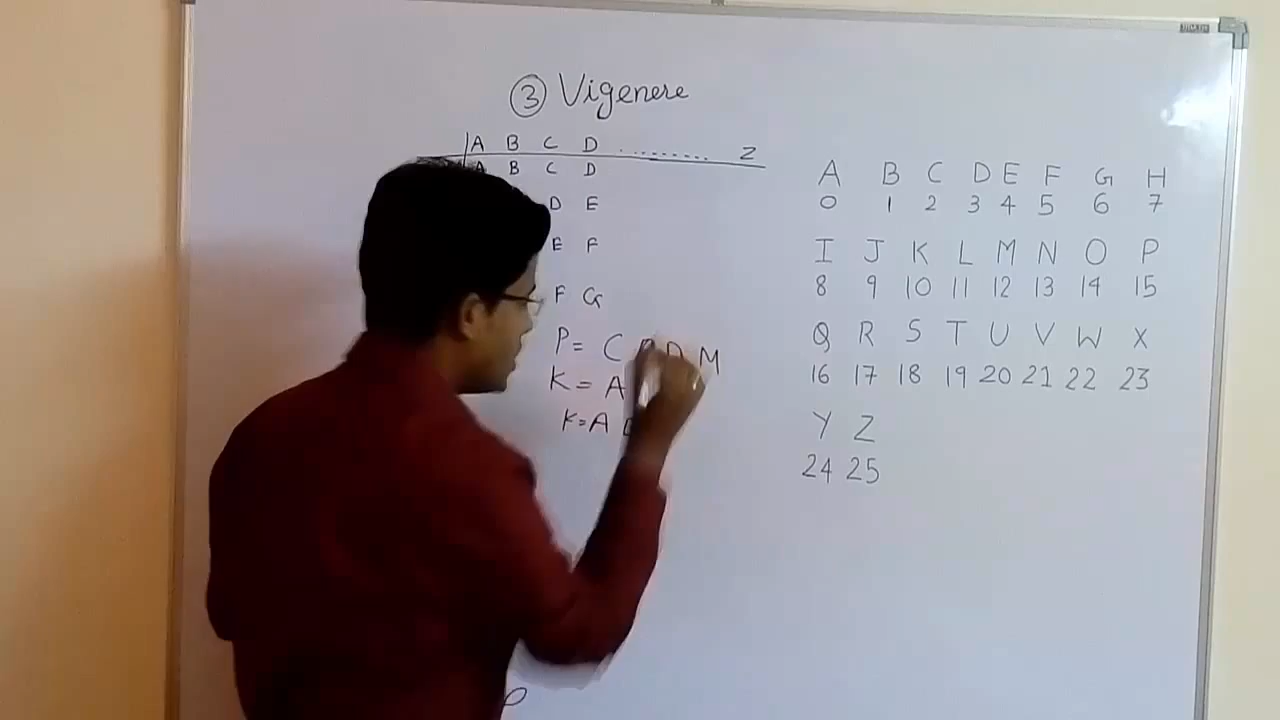 ③ Vigenere
A B C D ......... Z
A B C D
D E
E F
F G
P = C M
K = A
K = A
A B C D E F G H
0 1 2 3 4 5 6 7
I J K L M N O P
8 9 10 11 12 13 14 15
Q R S T U V W X
16 17 18 19 20 21 22 23
Y Z
24 25